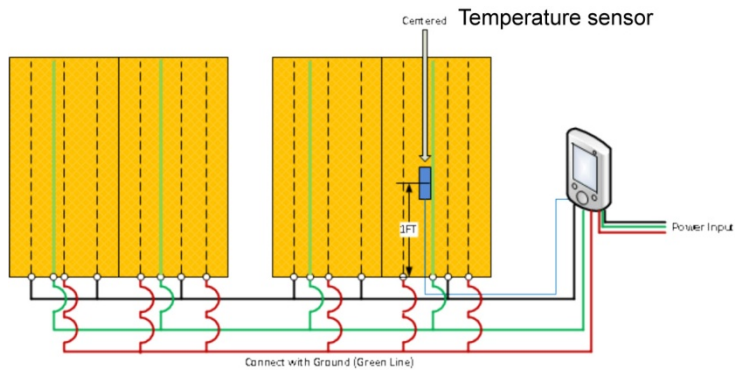 Centered Temperature sensor
1FT
Power Input
Connect with Ground (Green Line)